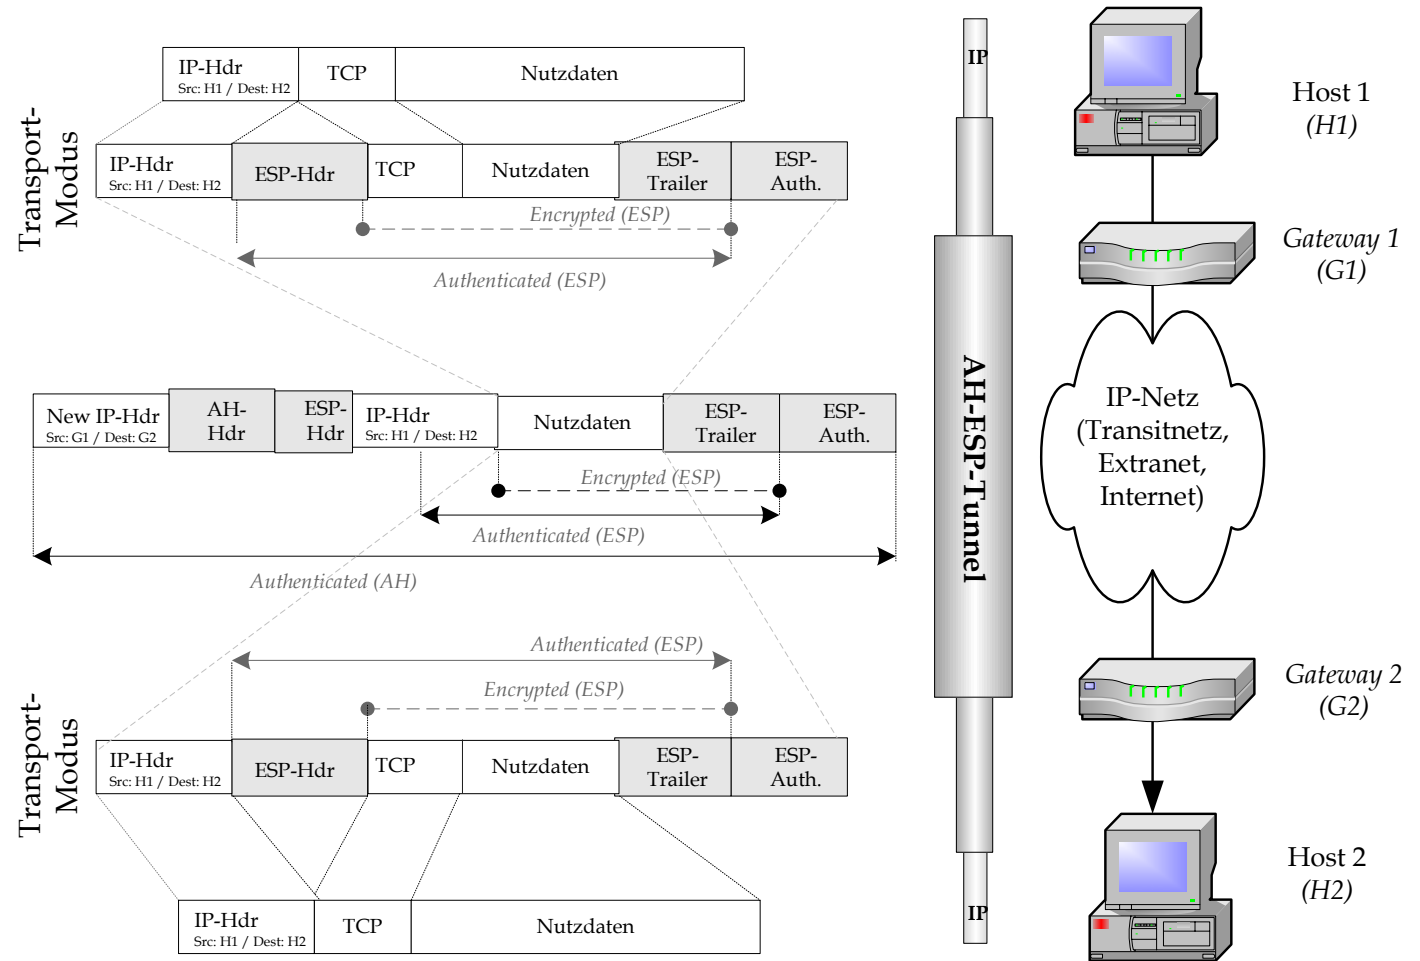 IP-Hdr
Src: H1 / Dest: H2
TCP
Nutzdaten
Transport-
Modus
IP-Hdr
Src: H1 / Dest: H2
ESP-Hdr
TCP
Nutzdaten
ESP-
Trailer
ESP-
Auth.
Encrypted (ESP)
Authenticated (ESP)
New IP-Hdr
Src: G1 / Dest: G2
AH-
Hdr
ESP-
Hdr
IP-Hdr
Src: H1 / Dest: H2
Nutzdaten
ESP-
Trailer
ESP-
Auth.
Encrypted (ESP)
Authenticated (ESP)
Authenticated (AH)
Authenticated (ESP)
Encrypted (ESP)
Transport-
Modus
IP-Hdr
Src: H1 / Dest: H2
ESP-Hdr
TCP
Nutzdaten
ESP-
Trailer
ESP-
Auth.
IP-Hdr
Src: H1 / Dest: H2
TCP
Nutzdaten
IP
AH-ESP-Tunnel
IP
Host 1
(H1)
Gateway 1
(G1)
IP-Netz
(Transitnetz,
Extranet,
Internet)
Gateway 2
(G2)
Host 2
(H2)